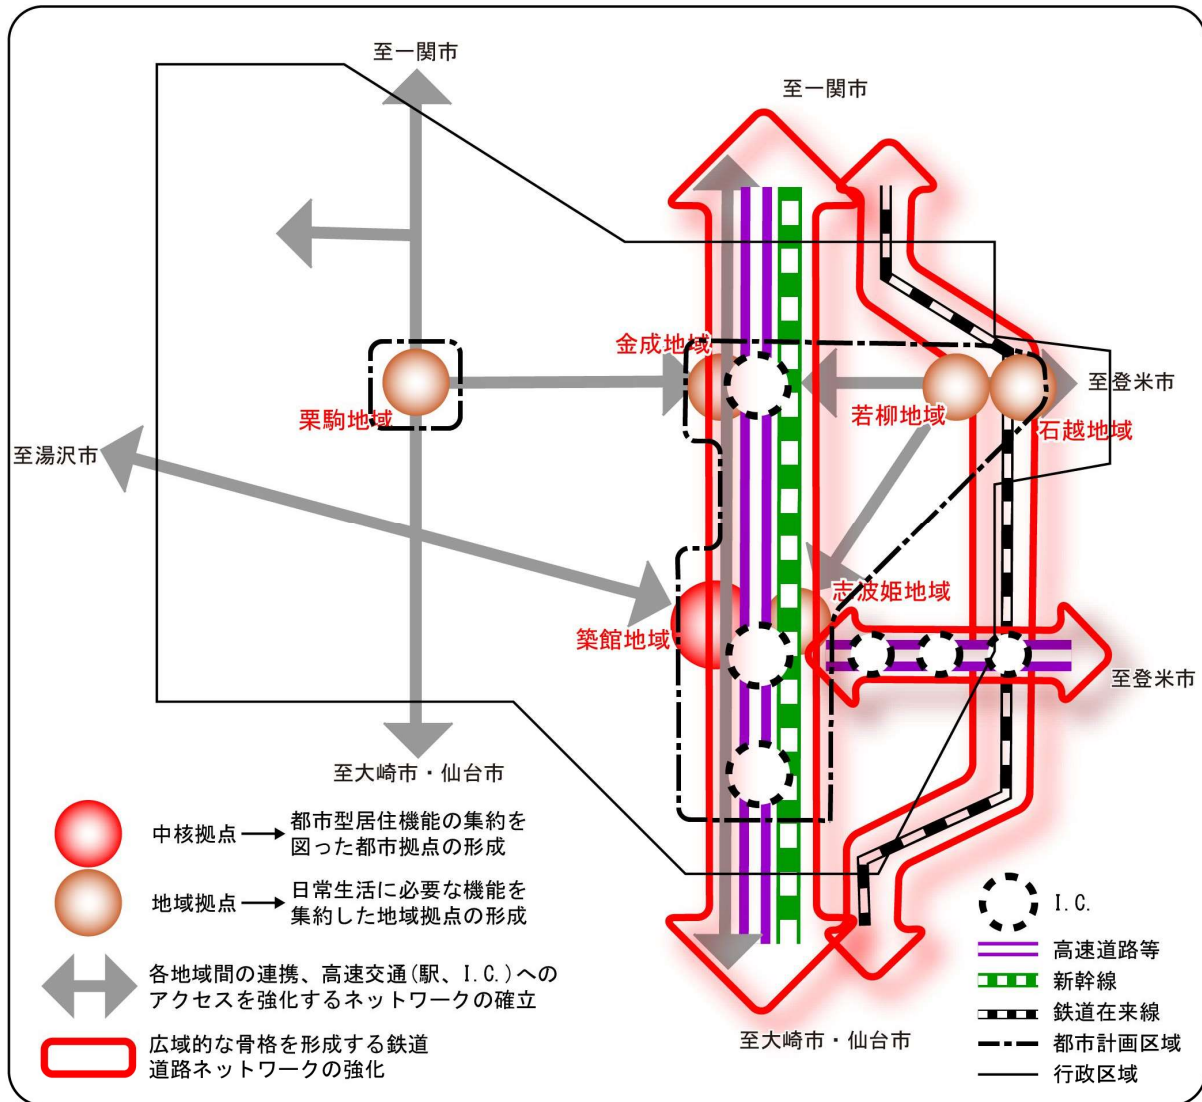 至一関市
至一関市
金成地域
至登米市
栗駒地域
若柳地域
石越地域
至湯沢市
志波姫地域
築館地域
至登米市
至大崎市・仙台市
中核拠点
都市型居住機能の集約を
図った都市拠点の形成
地域拠点
日常生活に必要な機能を
集約した地域拠点の形成
各地域間の連携、高速交通(駅、I.C.)への
アクセスを強化するネットワークの確立
広域的な骨格を形成する鉄道
道路ネットワークの強化
至大崎市・仙台市
I.C.
高速道路等
新幹線
鉄道在来線
都市計画区域
行政区域